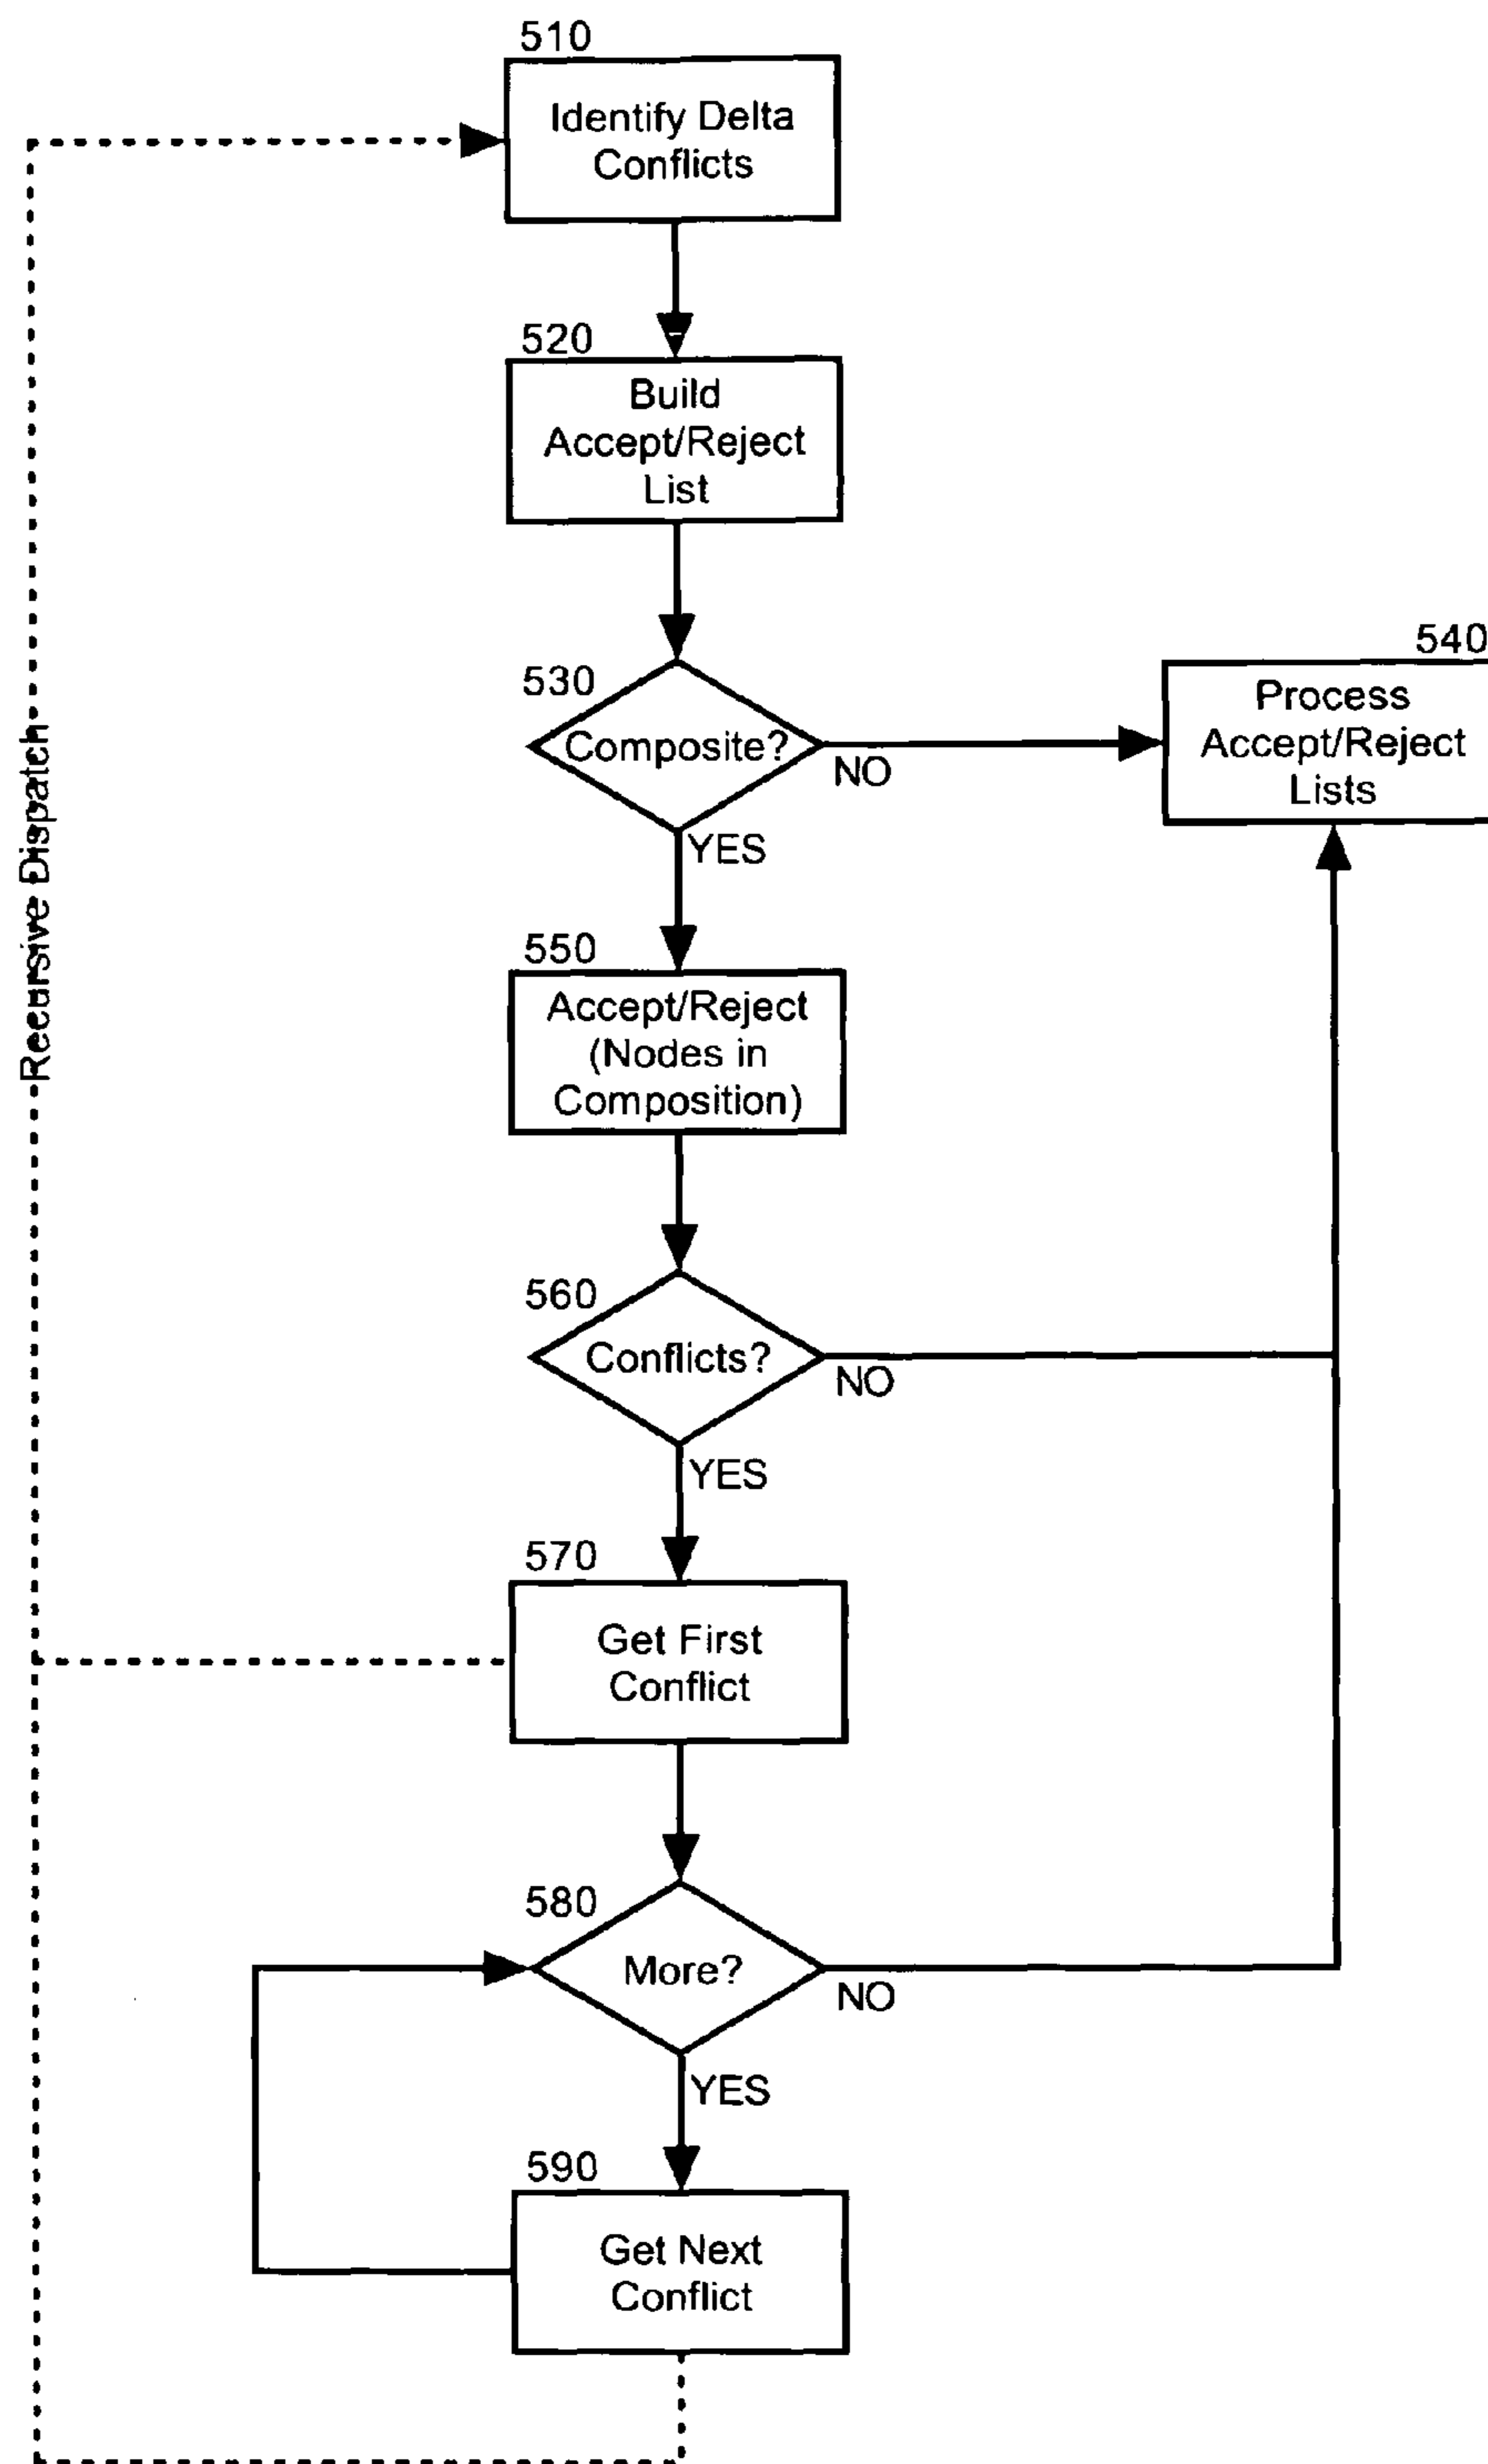 510
Identify Delta
Conflicts
520
Build
Accept/Reject
List
530
Composite?
NO
YES
540
Process
Accept/Reject
Lists
Recursive Dispatch
550
Accept/Reject
(Nodes in
Composition)
560
Conflicts?
NO
YES
570
Get First
Conflict
580
More?
NO
YES
590
Get Next
Conflict